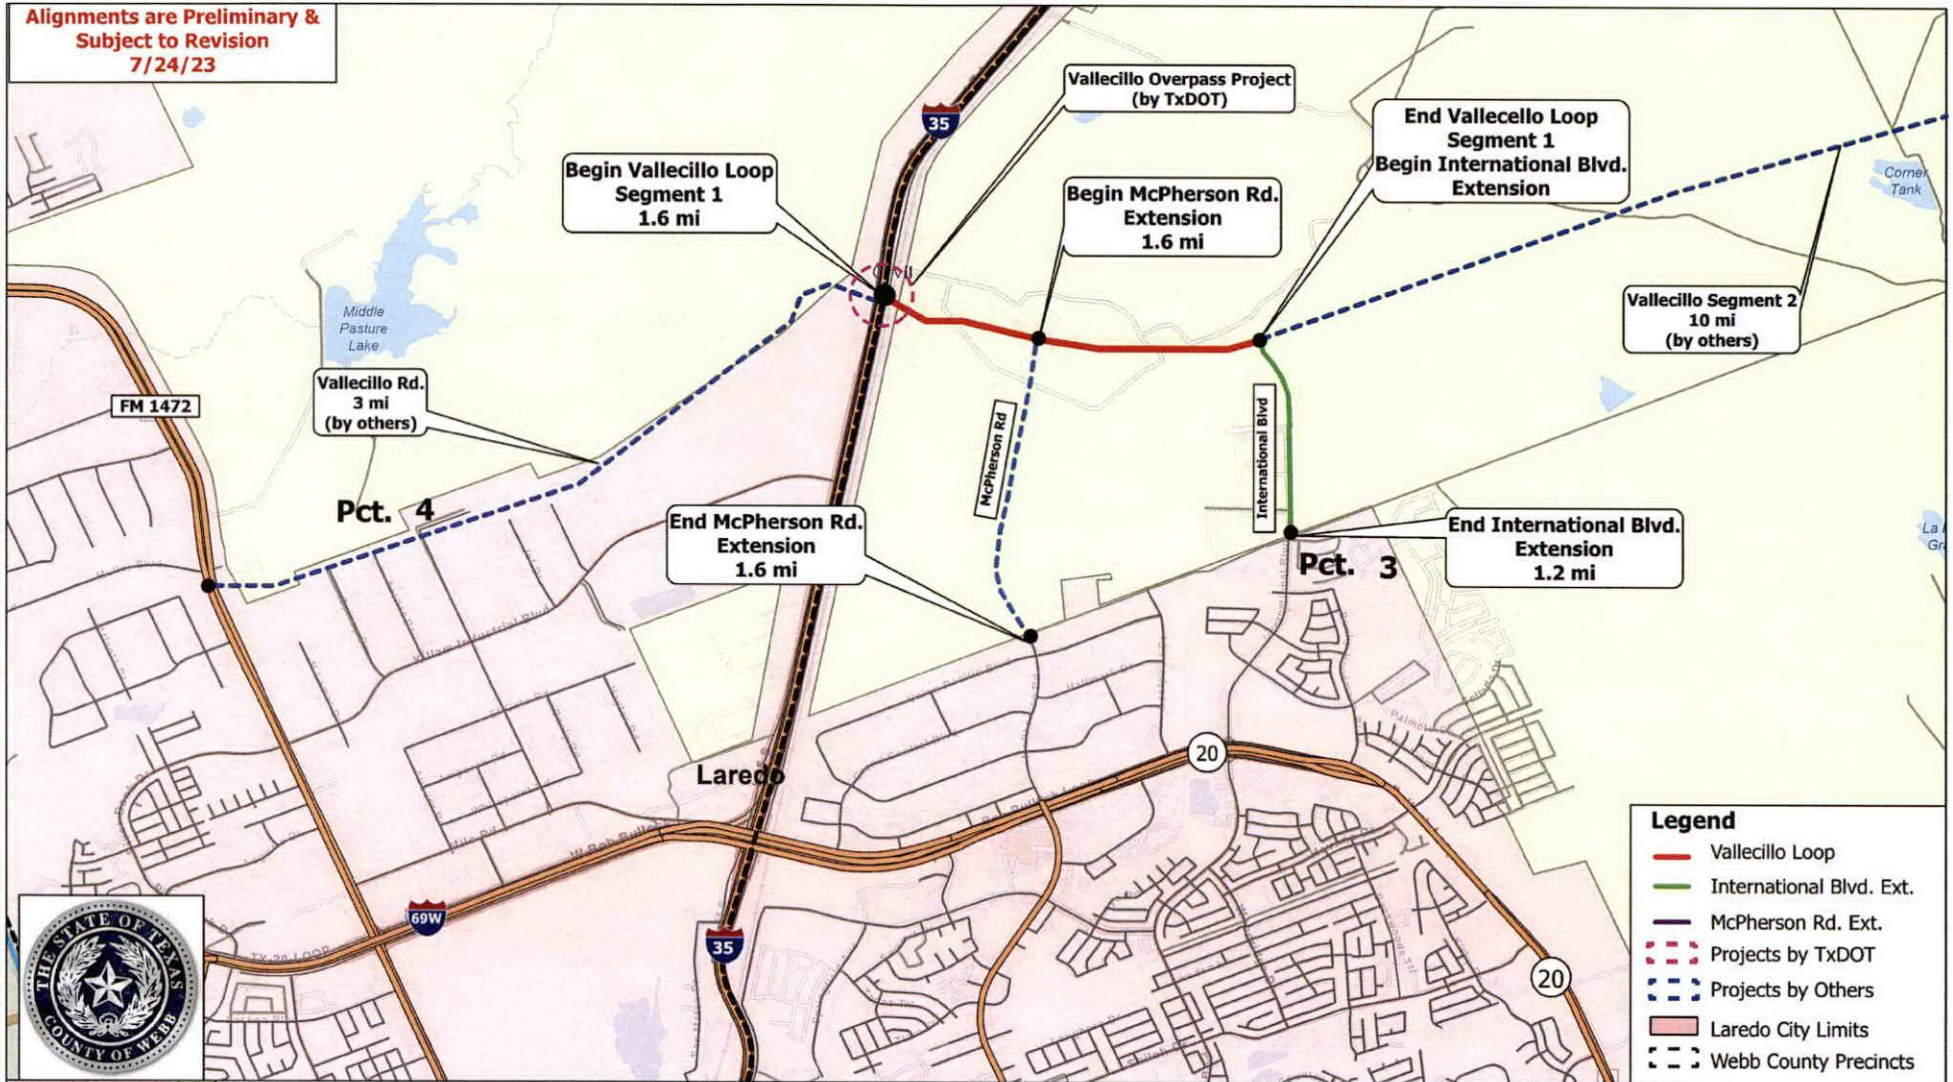 Alignments are Preliminary &
Subject to Revision
7/24/23
35
Vallecillo Overpass Project
(by TxDOT)
End Vallecello Loop
Segment 1
Begin International Blvd.
Extension
Begin Vallecillo Loop
Segment 1
1.6 mi
Begin McPherson Rd.
Extension
1.6 mi
Corner
Tank
Middle
Pasture
Lake
Vallecillo Segment 2
10 mi
(by others)
Vallecillo Rd.
3 mi
(by others)
FM 1472
McPherson Rd
International Blvd
Pct. 4
End McPherson Rd.
Extension
1.6 mi
End International Blvd.
Extension
1.2 mi
Pct. 3
Laredo
20
69W
35
20
TX 20 LOOP
THE STATE OF TEXAS
COUNTY OF WEBB
Legend
Vallecillo Loop
International Blvd. Ext.
McPherson Rd. Ext.
Projects by TxDOT
Projects by Others
Laredo City Limits
Webb County Precincts